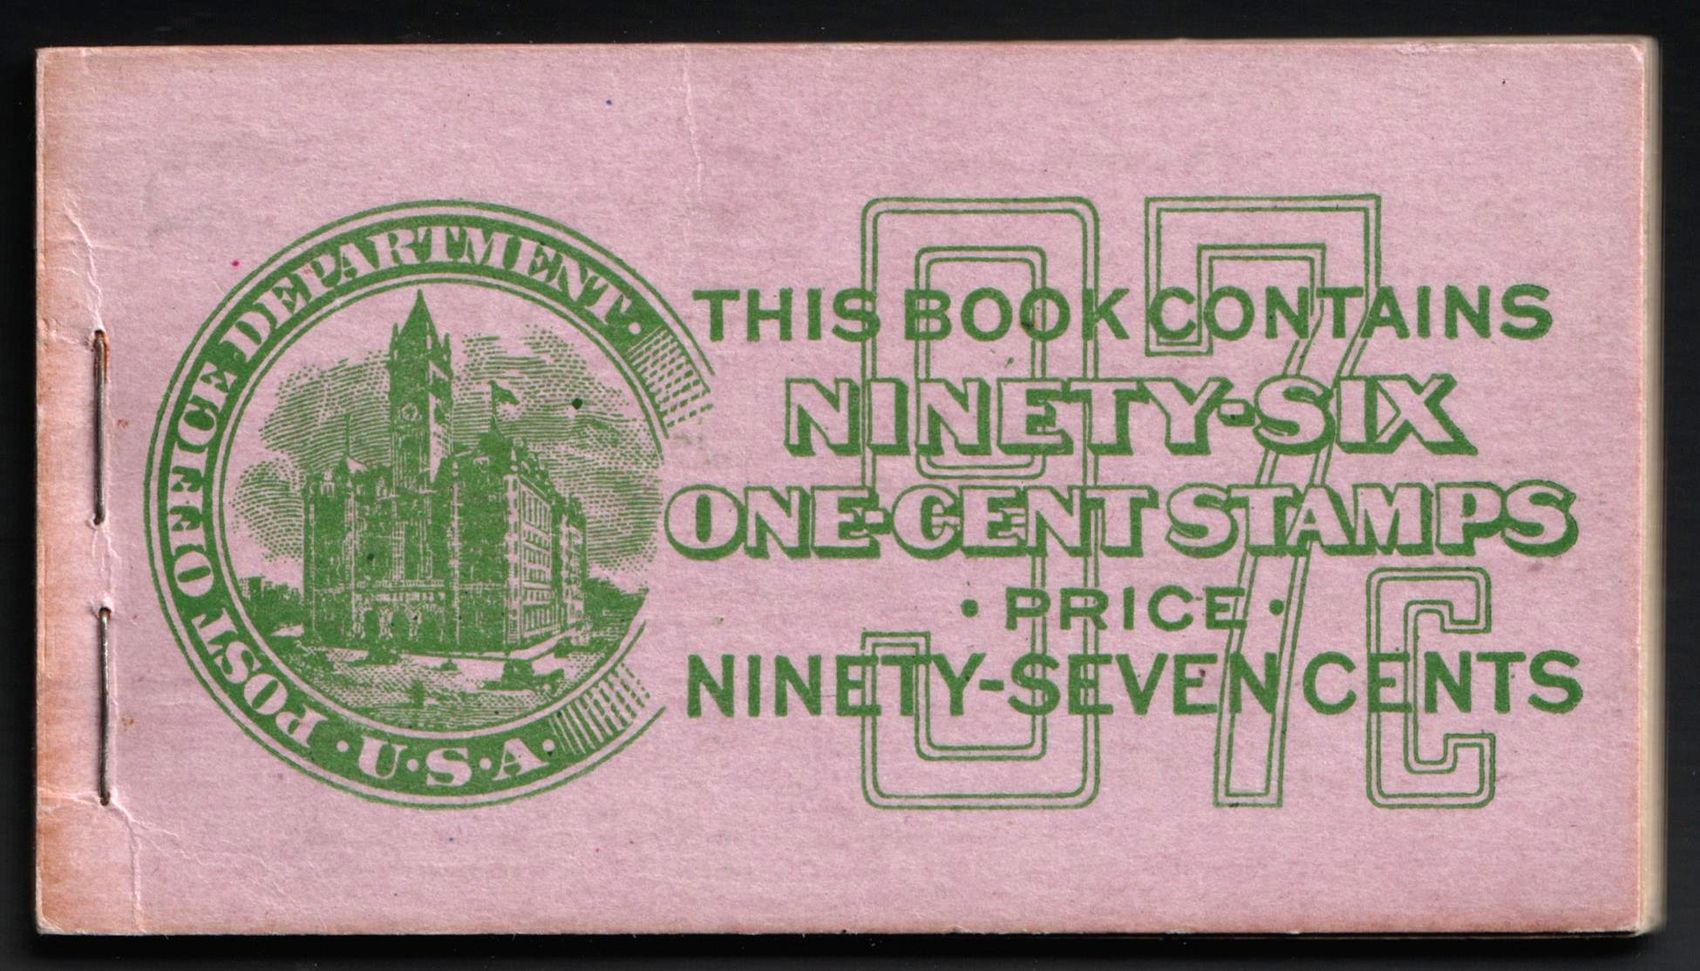 POST OFFICE DEPARTMENT · U·S·A·
97c
THIS BOOK CONTAINS
NINETY-SIX
ONE-CENT STAMPS
· PRICE ·
NINETY-SEVEN CENTS